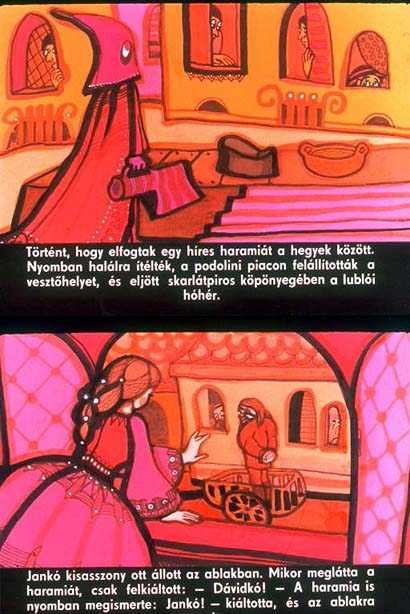 Történt, hogy elfogtak egy híres haramiát a hegyek között.
Nyomban halálra ítélték, a podolini piacon felállították a
vesztőhelyet, és eljött skarlátpiros köpönyegében a lublói
hóhér.
Jankó kisasszony ott állott az ablakban. Mikor meglátta a
haramiát, csak felkiáltott: — Dávidkó! — A haramia is
nyomban megismerte: Jankó! — kiáltotta, és az ablakra